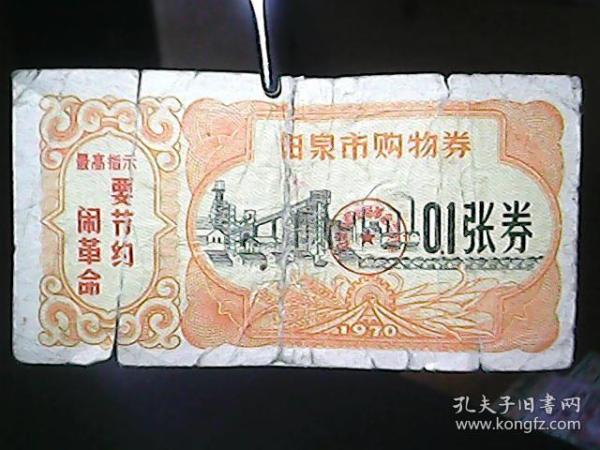 阳泉市购物券
最高指示
要节约
闹革命
0.1张券
1970
孔夫子旧書网
www.kongfz.com